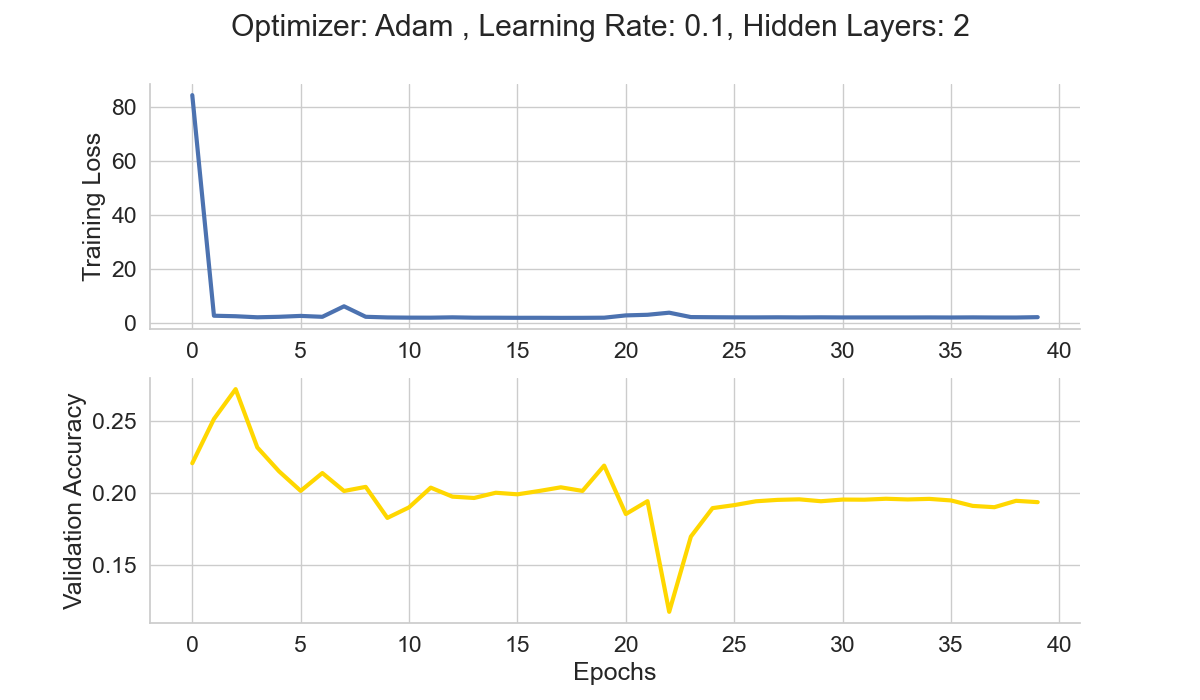 Optimizer: Adam , Learning Rate: 0.1, Hidden Layers: 2
Training Loss
80
60
40
20
0
0 5 10 15 20 25 30 35 40
Validation Accuracy
0.25
0.20
0.15
0 5 10 15 20 25 30 35 40
Epochs